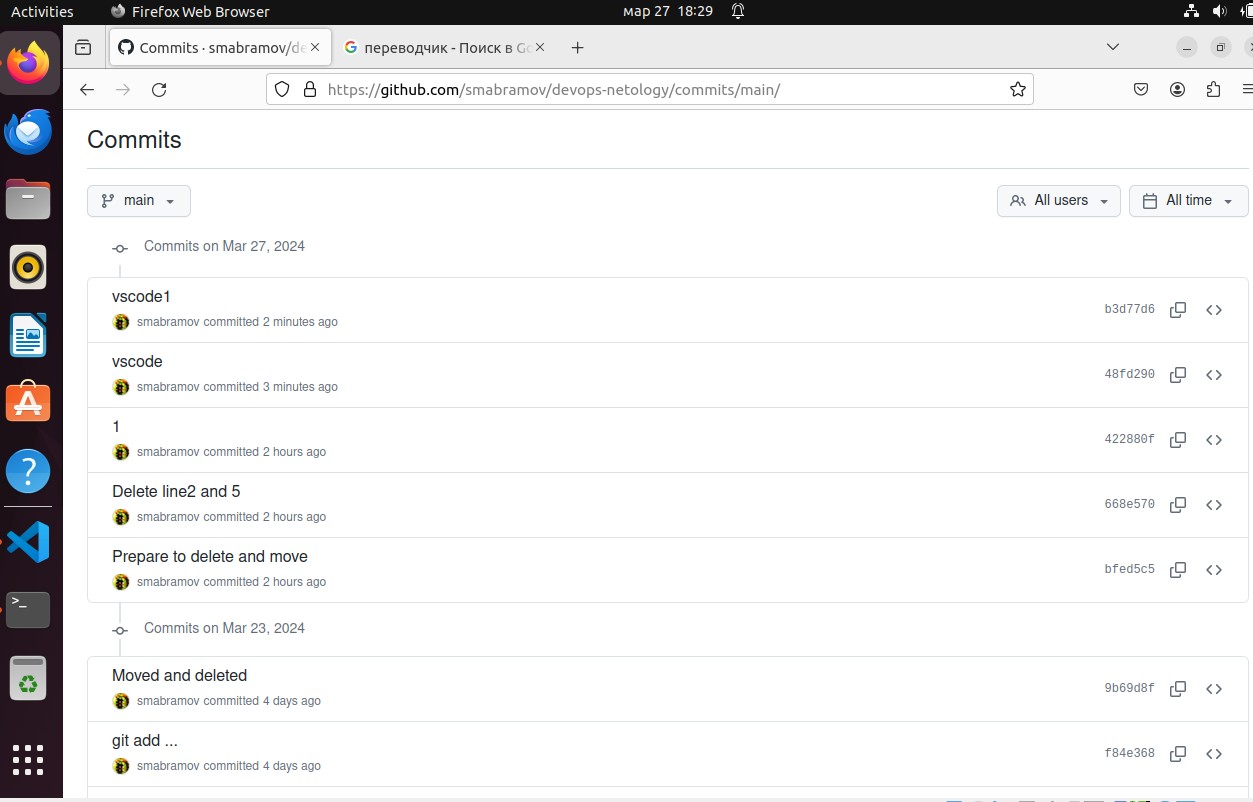 Activities Firefox Web Browser мар 27 18:29
Commits · smabramov/de переводчик - Поиск в Go
https://github.com/smabramov/devops-netology/commits/main/
Commits
main All users All time
Commits on Mar 27, 2024
vscode1
smabramov committed 2 minutes ago b3d77d6
vscode
smabramov committed 3 minutes ago 48fd290
1
smabramov committed 2 hours ago 422880f
Delete line2 and 5
smabramov committed 2 hours ago 668e570
Prepare to delete and move
smabramov committed 2 hours ago bfed5c5
Commits on Mar 23, 2024
Moved and deleted
smabramov committed 4 days ago 9b69d8f
git add ...
smabramov committed 4 days ago f84e368